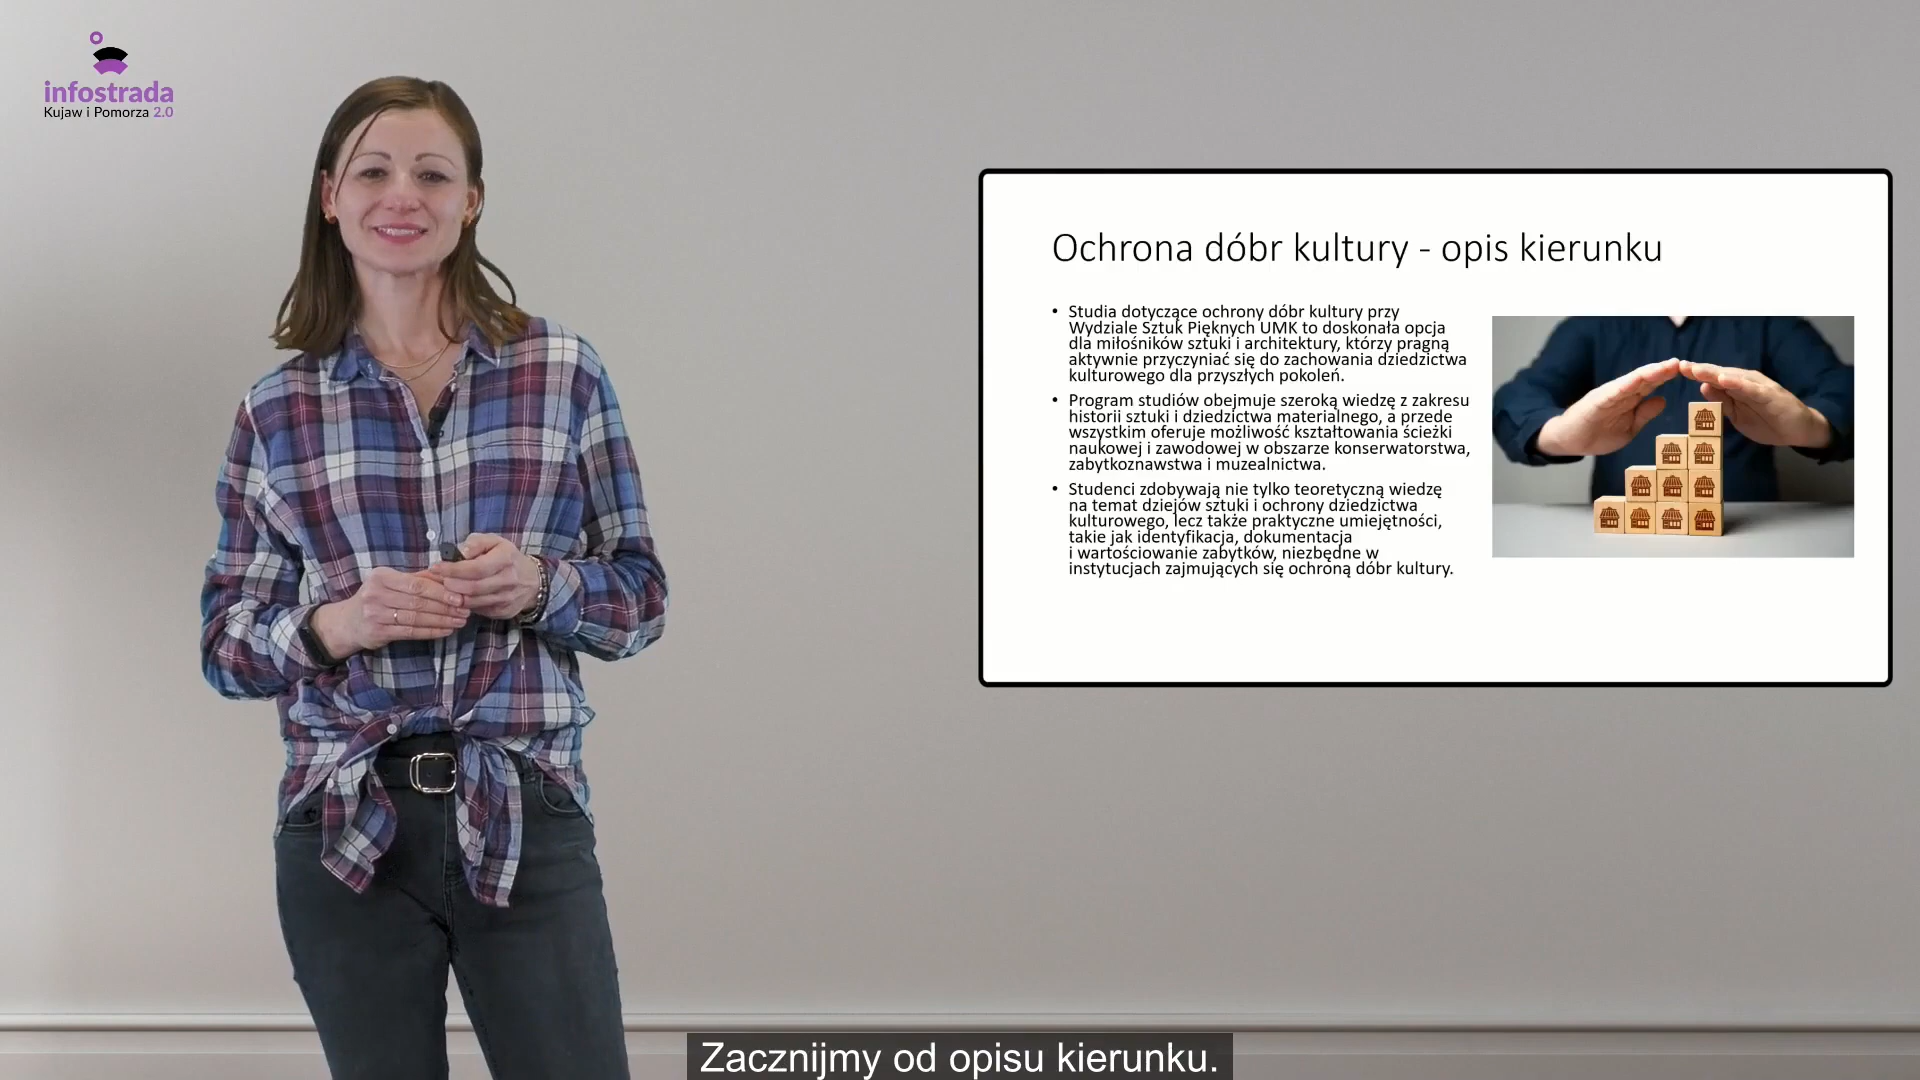 infostrada
Kujaw i Pomorza 2.0
Ochrona dóbr kultury - opis kierunku
• Studia dotyczące ochrony dóbr kultury przy
Wydziale Sztuk Pięknych UMK to doskonała opcja
dla miłośników sztuki i architektury, którzy pragną
aktywnie przyczyniać się do zachowania dziedzictwa
kulturowego dla przyszłych pokoleń.
• Program studiów obejmuje szeroką wiedzę z zakresu
historii sztuki i dziedzictwa materialnego, a przede
wszystkim oferuje możliwość kształtowania ścieżki
naukowej i zawodowej w obszarze konserwatorstwa,
zabytkoznawstwa i muzealnictwa.
• Studenci zdobywają nie tylko teoretyczną wiedzę
na temat dziejów sztuki i ochrony dziedzictwa
kulturowego, lecz także praktyczne umiejętności,
takie jak identyfikacja, dokumentacja
i wartościowanie zabytków, niezbędne w
instytucjach zajmujących się ochroną dóbr kultury.
Zacznijmy od opisu kierunku.